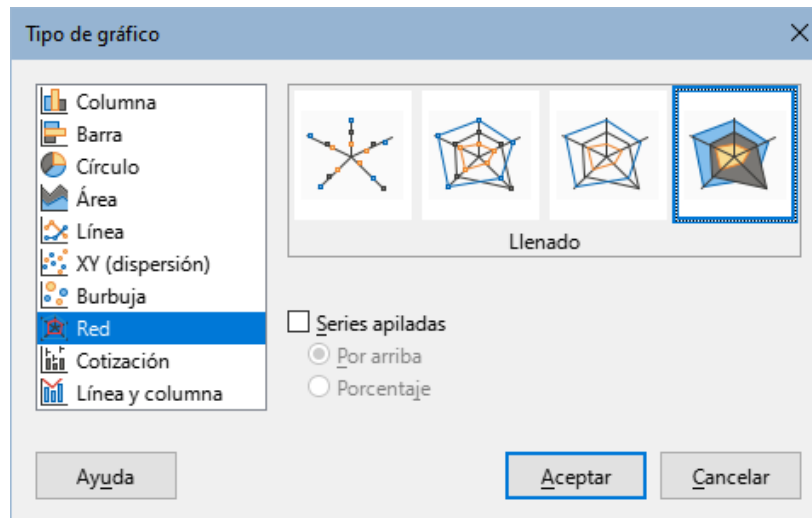 Tipo de gráfico
Columna
Barra
Círculo
Área
Línea
XY (dispersión)
Burbuja
Red
Cotización
Línea y columna
Llenado
Series apiladas
Por arriba
Porcentaje
Ayuda
Aceptar
Cancelar